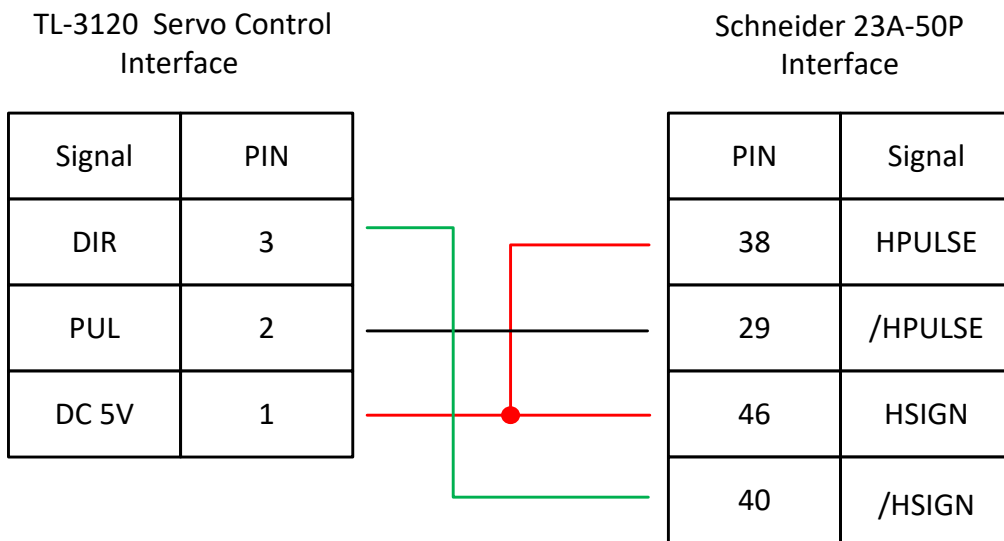 TL-3120 Servo Control
Interface
Schneider 23A-50P
Interface
Signal PIN
DIR 3
PUL 2
DC 5V 1
PIN Signal
38 HPULSE
29 /HPULSE
46 HSIGN
40 /HSIGN